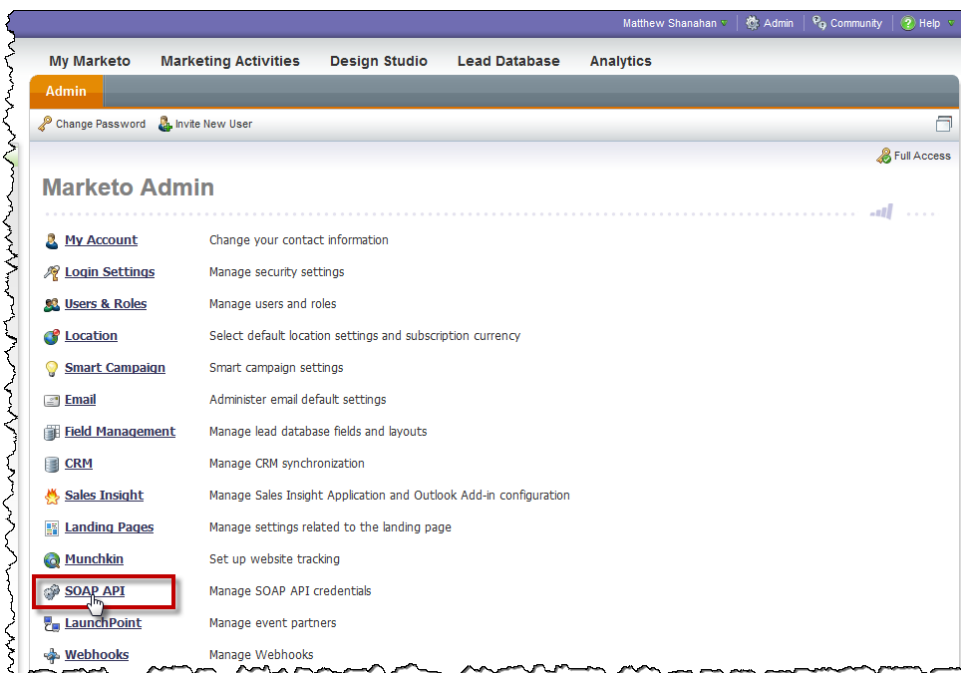 Matthew Shanahan Admin Community Help
My Marketo Marketing Activities Design Studio Lead Database Analytics
Admin
Change Password Invite New User
Full Access
Marketo Admin
My Account Change your contact information
Login Settings Manage security settings
Users & Roles Manage users and roles
Location Select default location settings and subscription currency
Smart Campaign Smart campaign settings
Email Administer email default settings
Field Management Manage lead database fields and layouts
CRM Manage CRM synchronization
Sales Insight Manage Sales Insight Application and Outlook Add-in configuration
Landing Pages Manage settings related to the landing page
Munchkin Set up website tracking
SOAP API Manage SOAP API credentials
LaunchPoint Manage event partners
Webhooks Manage Webhooks